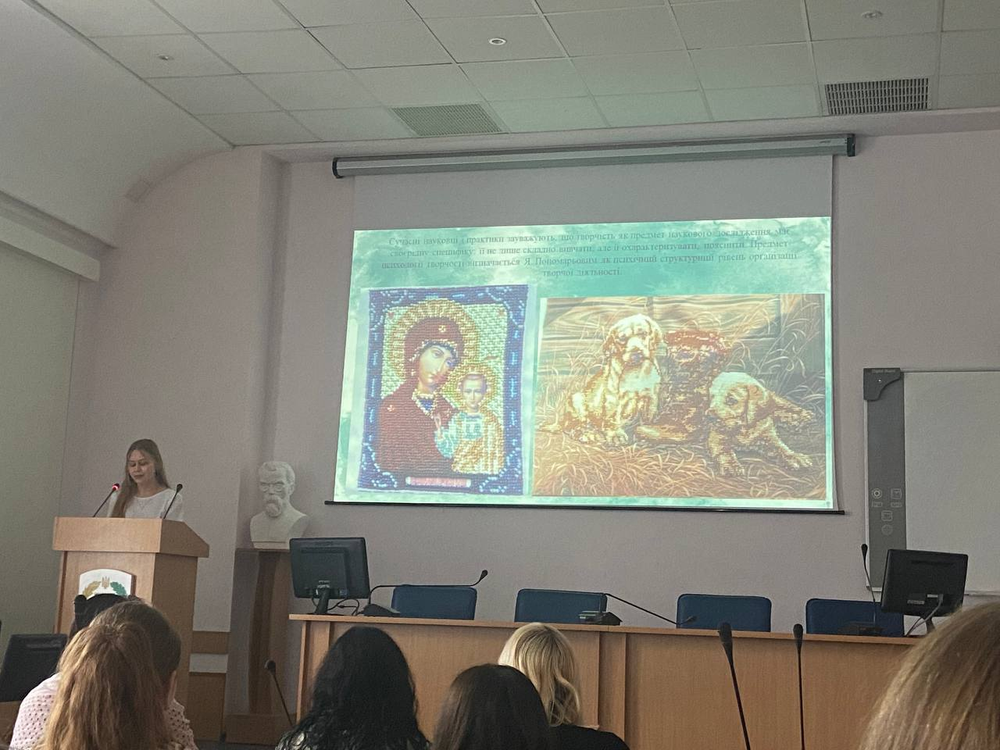 Сучасні науковці і практики зауважують, що творчість як предмет наукового дослідження має
своєрідну специфіку: її не лише складно вивчати, але й охарактеризувати, пояснити. Предмет
психології творчості визначається Я. Пономарьовим як психічний структурний рівень організації
творчої діяльності.